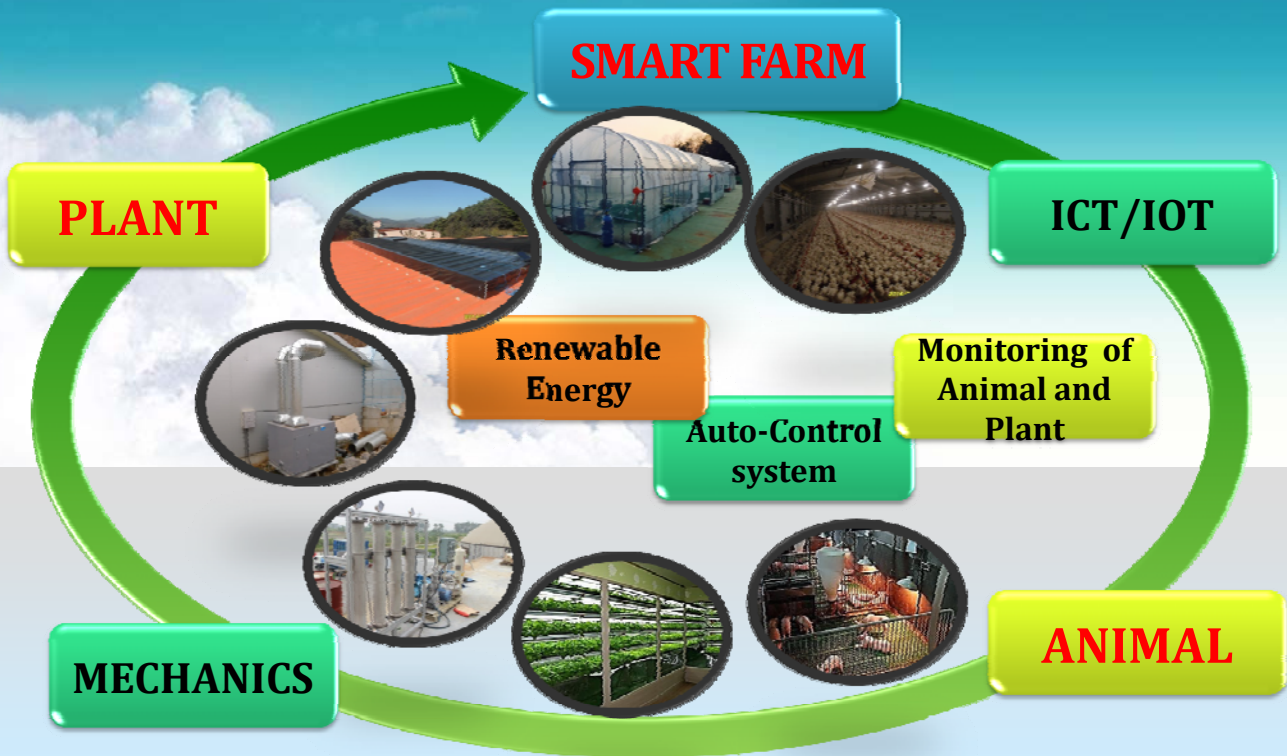 SMART FARM
PLANT
ICT/IOT
Renewable
Energy
Monitoring of
Animal and
Plant
Auto-Control
system
MECHANICS
ANIMAL